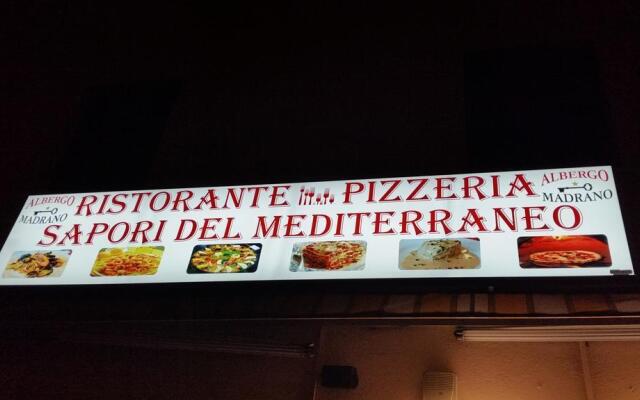 ALBERGO
MADRANO
RISTORANTE PIZZERIA
SAPORI DEL MEDITERRANEO
ALBERGO
MADRANO